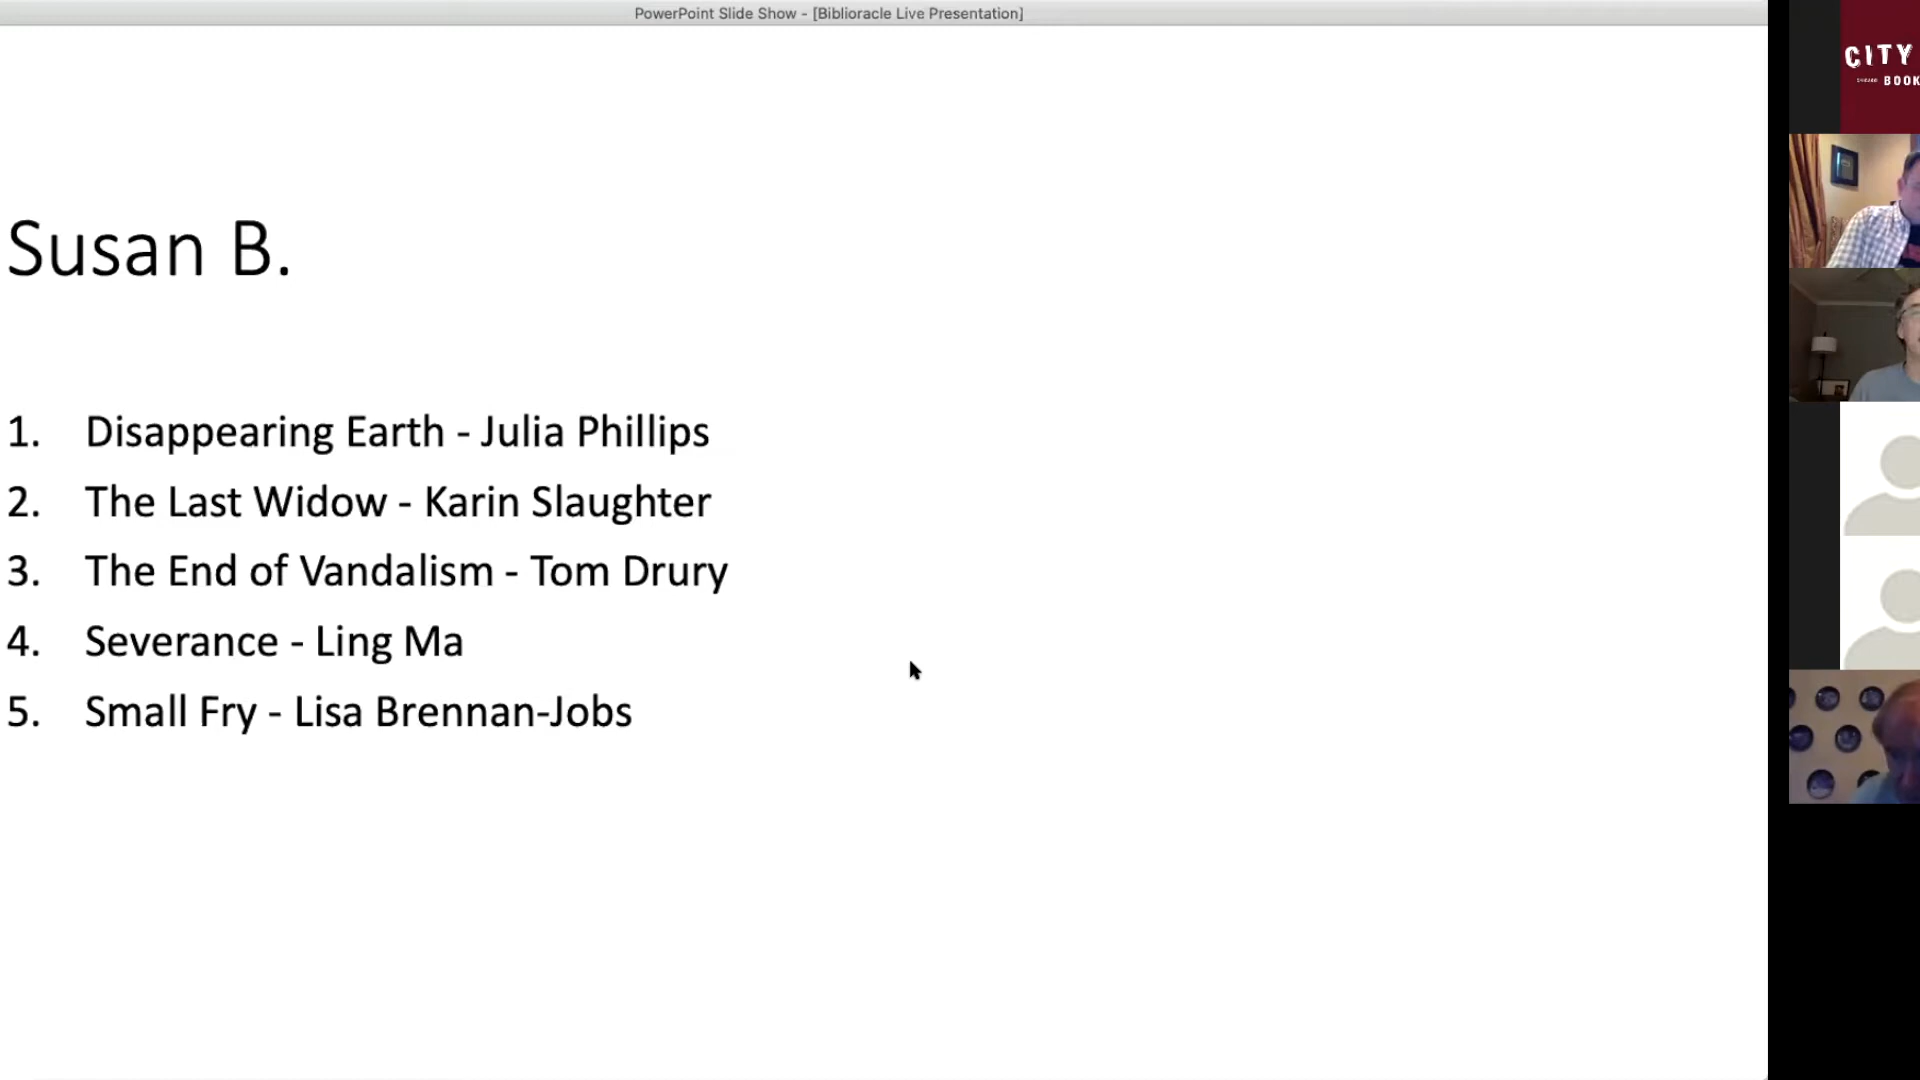 PowerPoint Slide Show - [Biblioracle Live Presentation]
CITY
BOOK
Susan B.
1. Disappearing Earth - Julia Phillips
2. The Last Widow - Karin Slaughter
3. The End of Vandalism - Tom Drury
4. Severance - Ling Ma
5. Small Fry - Lisa Brennan-Jobs